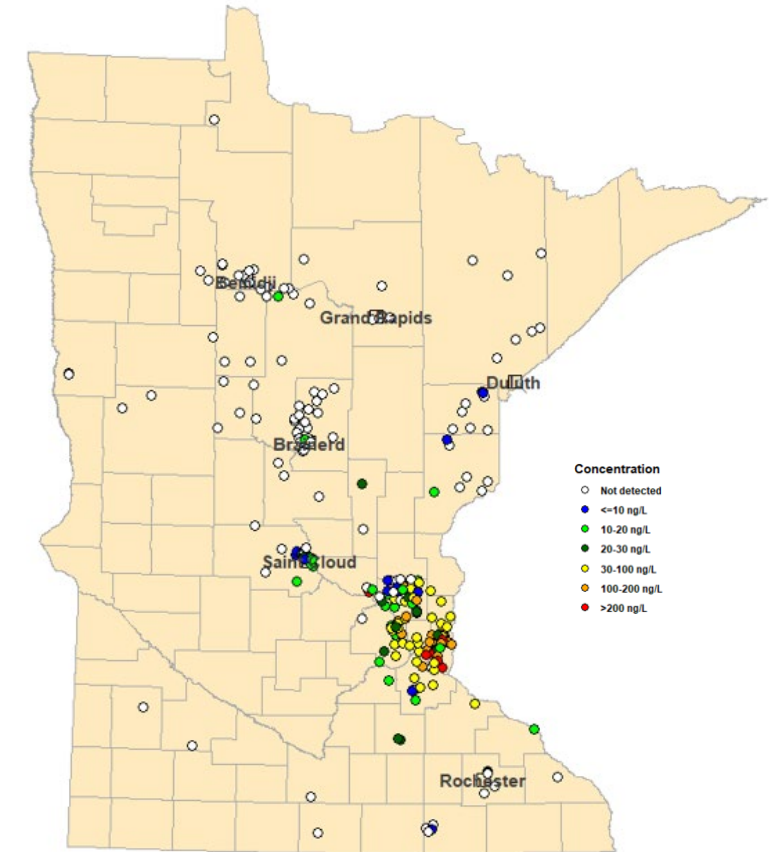 Bemidji
Grand Rapids
Duluth
Brainerd
Concentration
Not detected
<=10 ng/L
10-20 ng/L
20-30 ng/L
30-100 ng/L
100-200 ng/L
>200 ng/L
Saint Cloud
Rochester